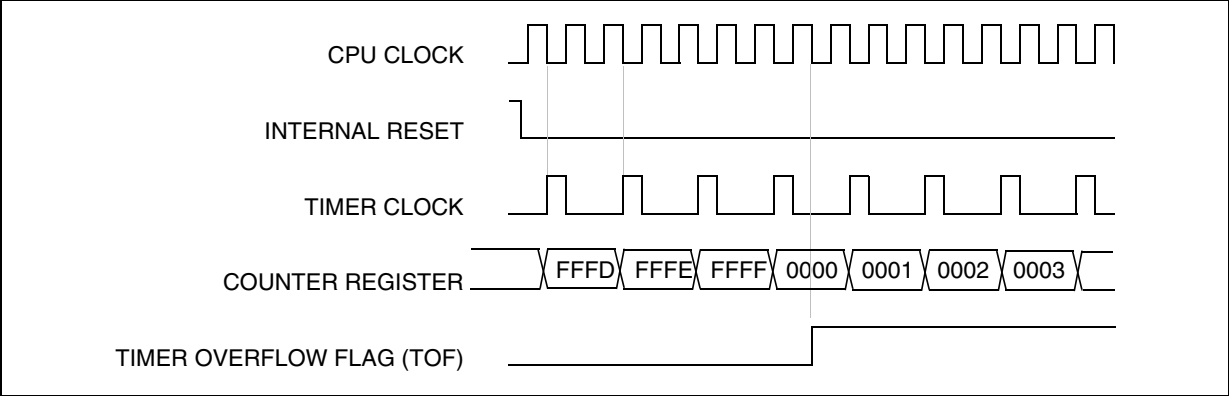 CPU CLOCK
INTERNAL RESET
TIMER CLOCK
COUNTER REGISTER FFFD FFFE FFFF 0000 0001 0002 0003
TIMER OVERFLOW FLAG (TOF)